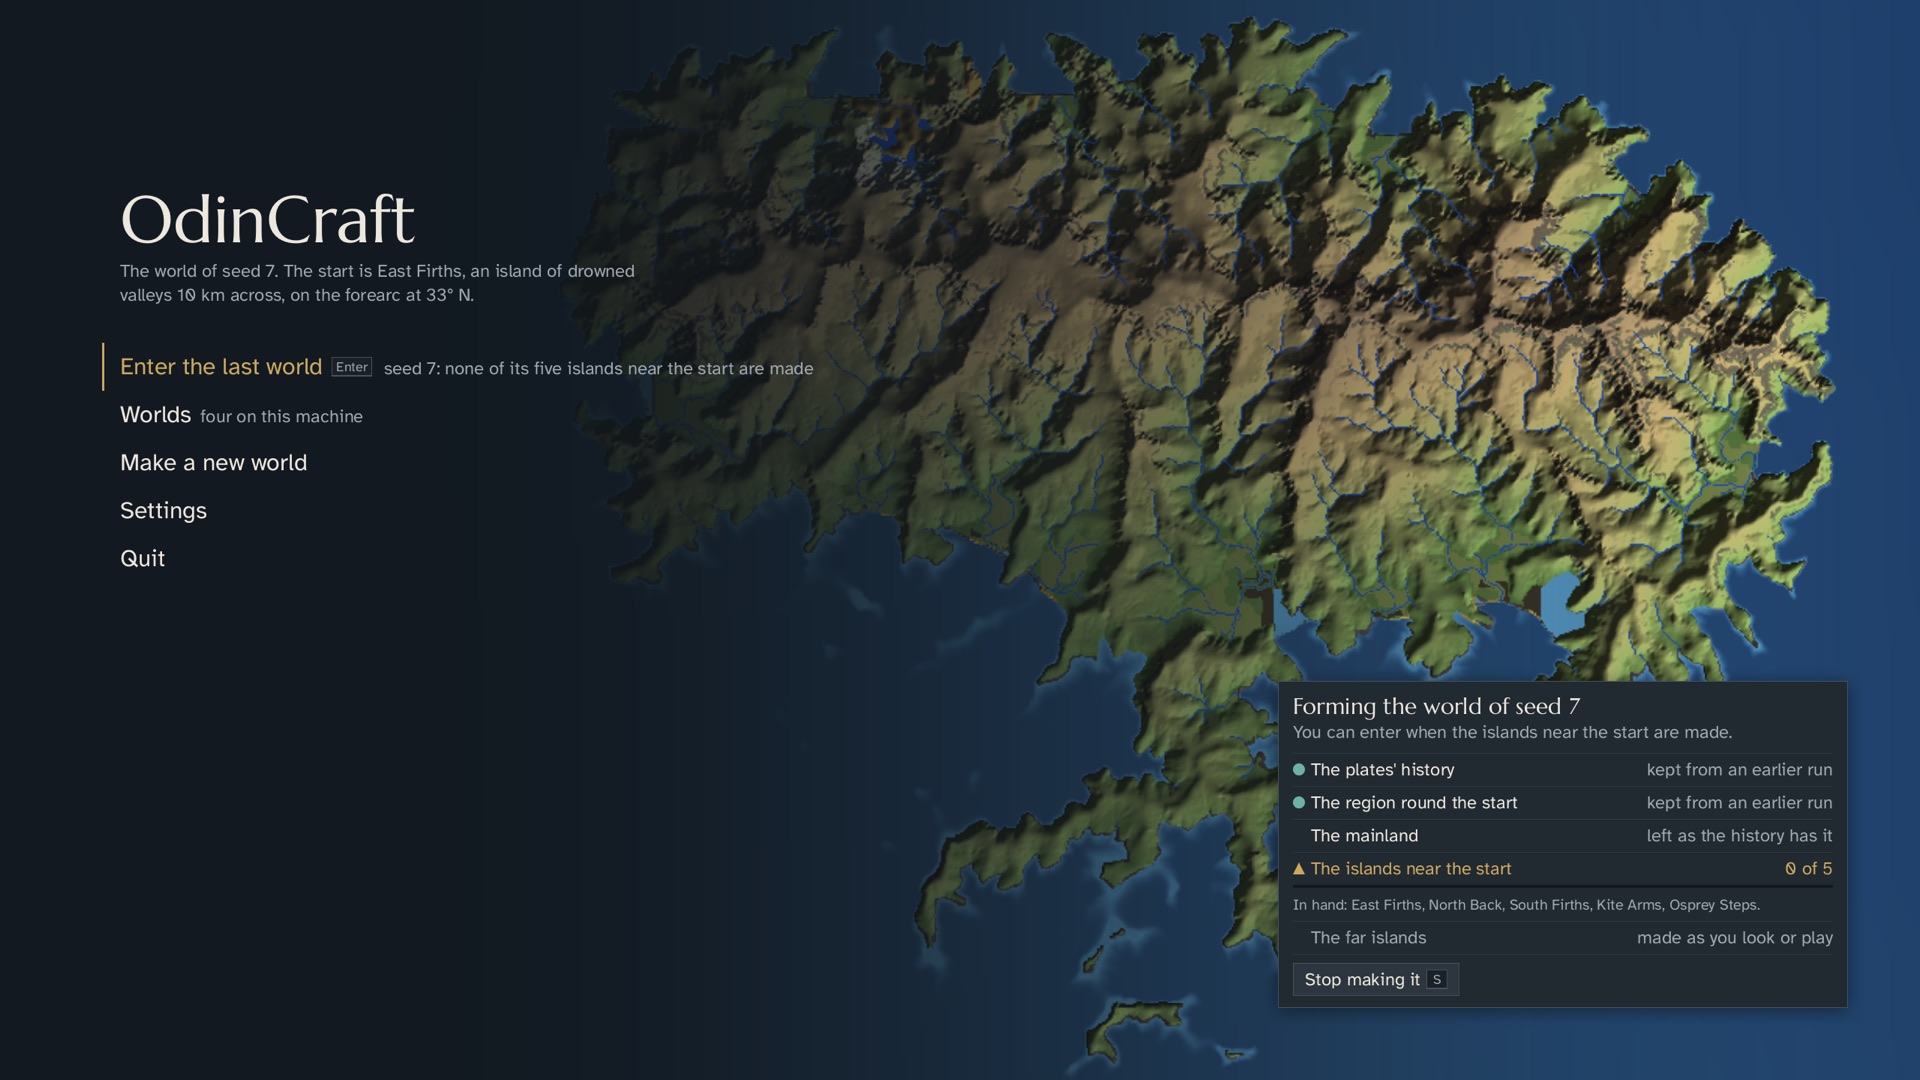 OdinCraft
The world of seed 7. The start is East Firths, an island of drowned
valleys 10 km across, on the forearc at 33° N.
Enter the last world Enter seed 7: none of its five islands near the start are made
Worlds four on this machine
Make a new world
Settings
Quit
Forming the world of seed 7
You can enter when the islands near the start are made.
The plates' history kept from an earlier run
The region round the start kept from an earlier run
The mainland left as the history has it
The islands near the start 0 of 5
In hand: East Firths, North Back, South Firths, Kite Arms, Osprey Steps.
The far islands made as you look or play
Stop making it S